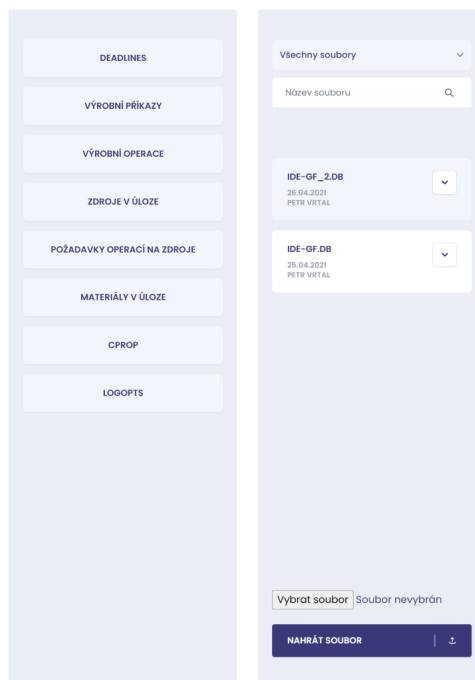 DEADLINES
VÝROBNÍ PŘÍKAZY
VÝROBNÍ OPERACE
ZDROJE V ÚLOZE
POŽADAVKY OPERACÍ NA ZDROJE
MATERIÁLY V ÚLOZE
CPROP
LOGOPTS
Všechny soubory
Název souboru
IDE-GF_2.DB
26.04.2021
PETR VRTAL
IDE-GF.DB
25.04.2021
PETR VRTAL
Vybrat soubor Soubor nevybrán
NAHRÁT SOUBOR